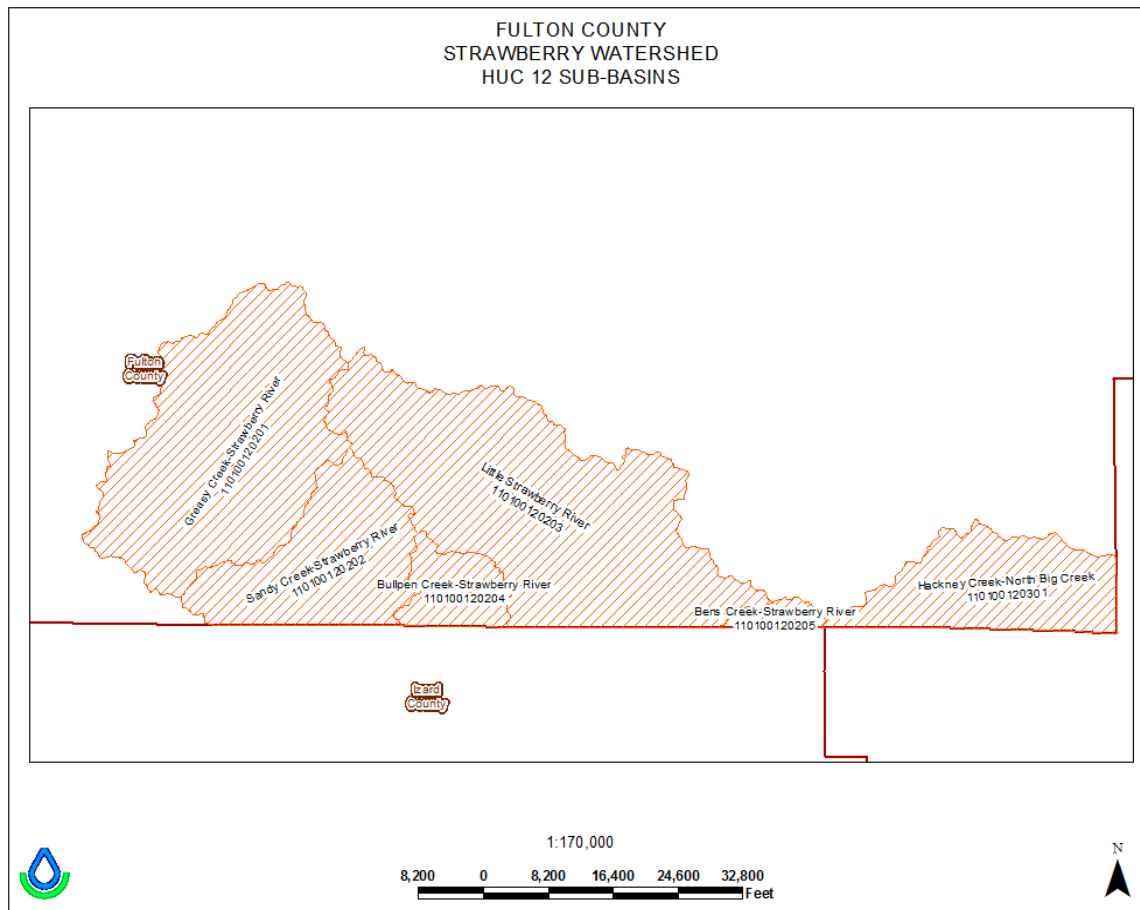 FULTON COUNTY
STRAWBERRY WATERSHED
HUC 12 SUB-BASINS
Fulton
County
Greasy Creek-Strawberry River
110100120201
Little Strawberry River
110100120203
Sandy Creek-Strawberry River
110100120202
Bullpen Creek-Strawberry River
110100120204
Hackney Creek-North Big Creek
110100120301
Bens Creek-Strawberry River
110100120205
Izard
County
1:170,000
N
8,200 0 8,200 16,400 24,600 32,800
Feet